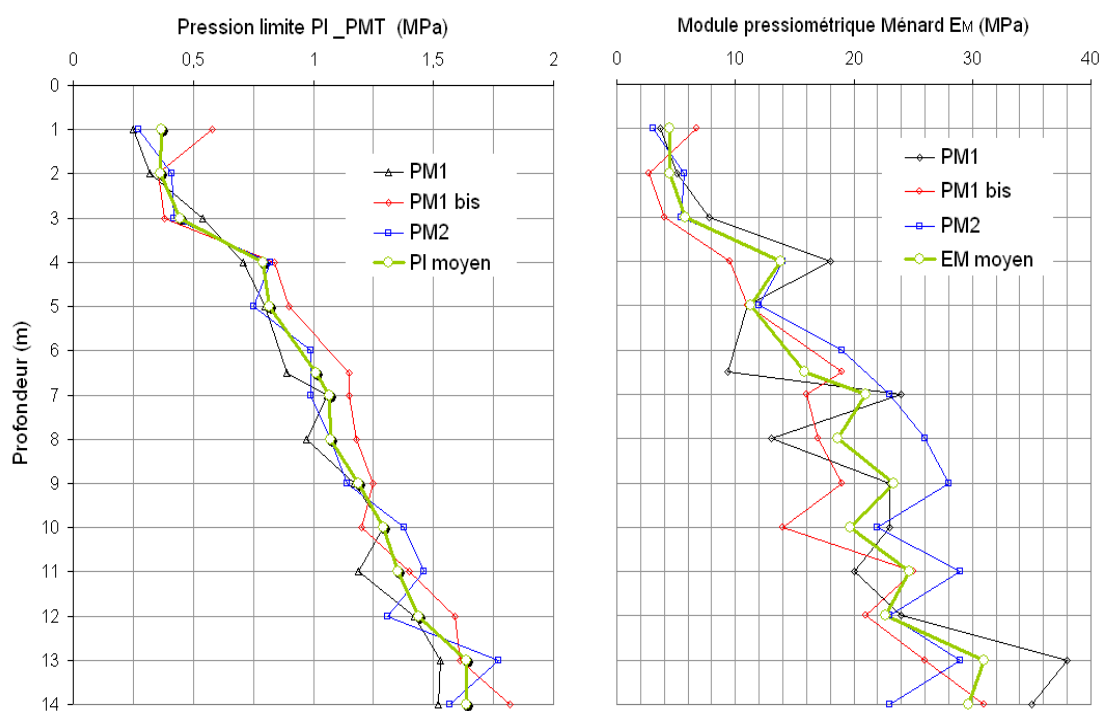 Pression limite PI _PMT (MPa)
0 0,5 1 1,5 2
Profondeur (m)
0
1
2
3
4
5
6
7
8
9
10
11
12
13
14
PM1
PM1 bis
PM2
PI moyen
Module pressiométrique Ménard EM (MPa)
0 10 20 30 40
PM1
PM1 bis
PM2
EM moyen